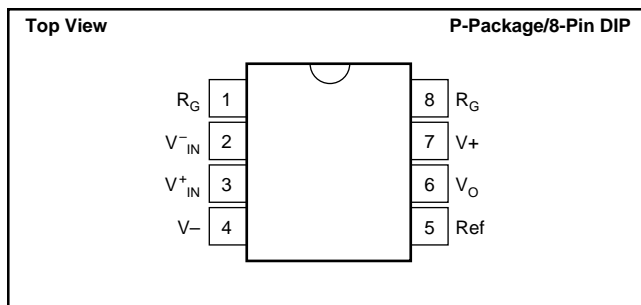 Top View P-Package/8-Pin DIP
R_G 1 8 R_G
V⁻_IN 2 7 V+
V⁺_IN 3 6 V_O
V– 4 5 Ref